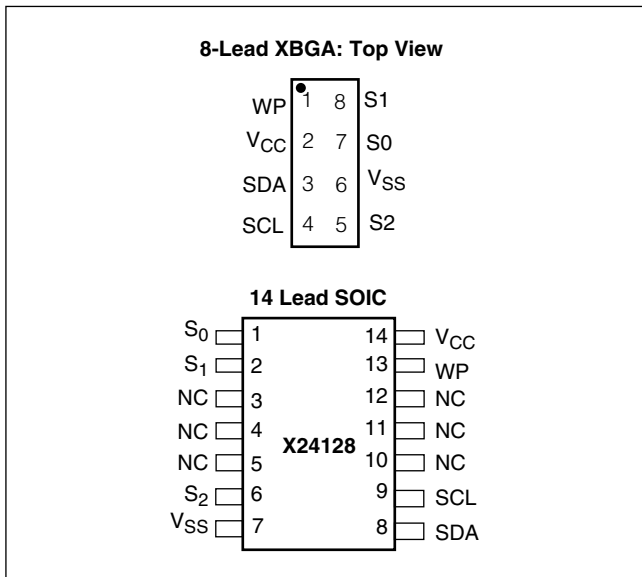 8-Lead XBGA: Top View
WP 1 8 S1
VCC 2 7 S0
SDA 3 6 VSS
SCL 4 5 S2
14 Lead SOIC
S0 1 14 VCC
S1 2 13 WP
NC 3 12 NC
NC 4 11 NC
X24128
NC 5 10 NC
S2 6 9 SCL
VSS 7 8 SDA